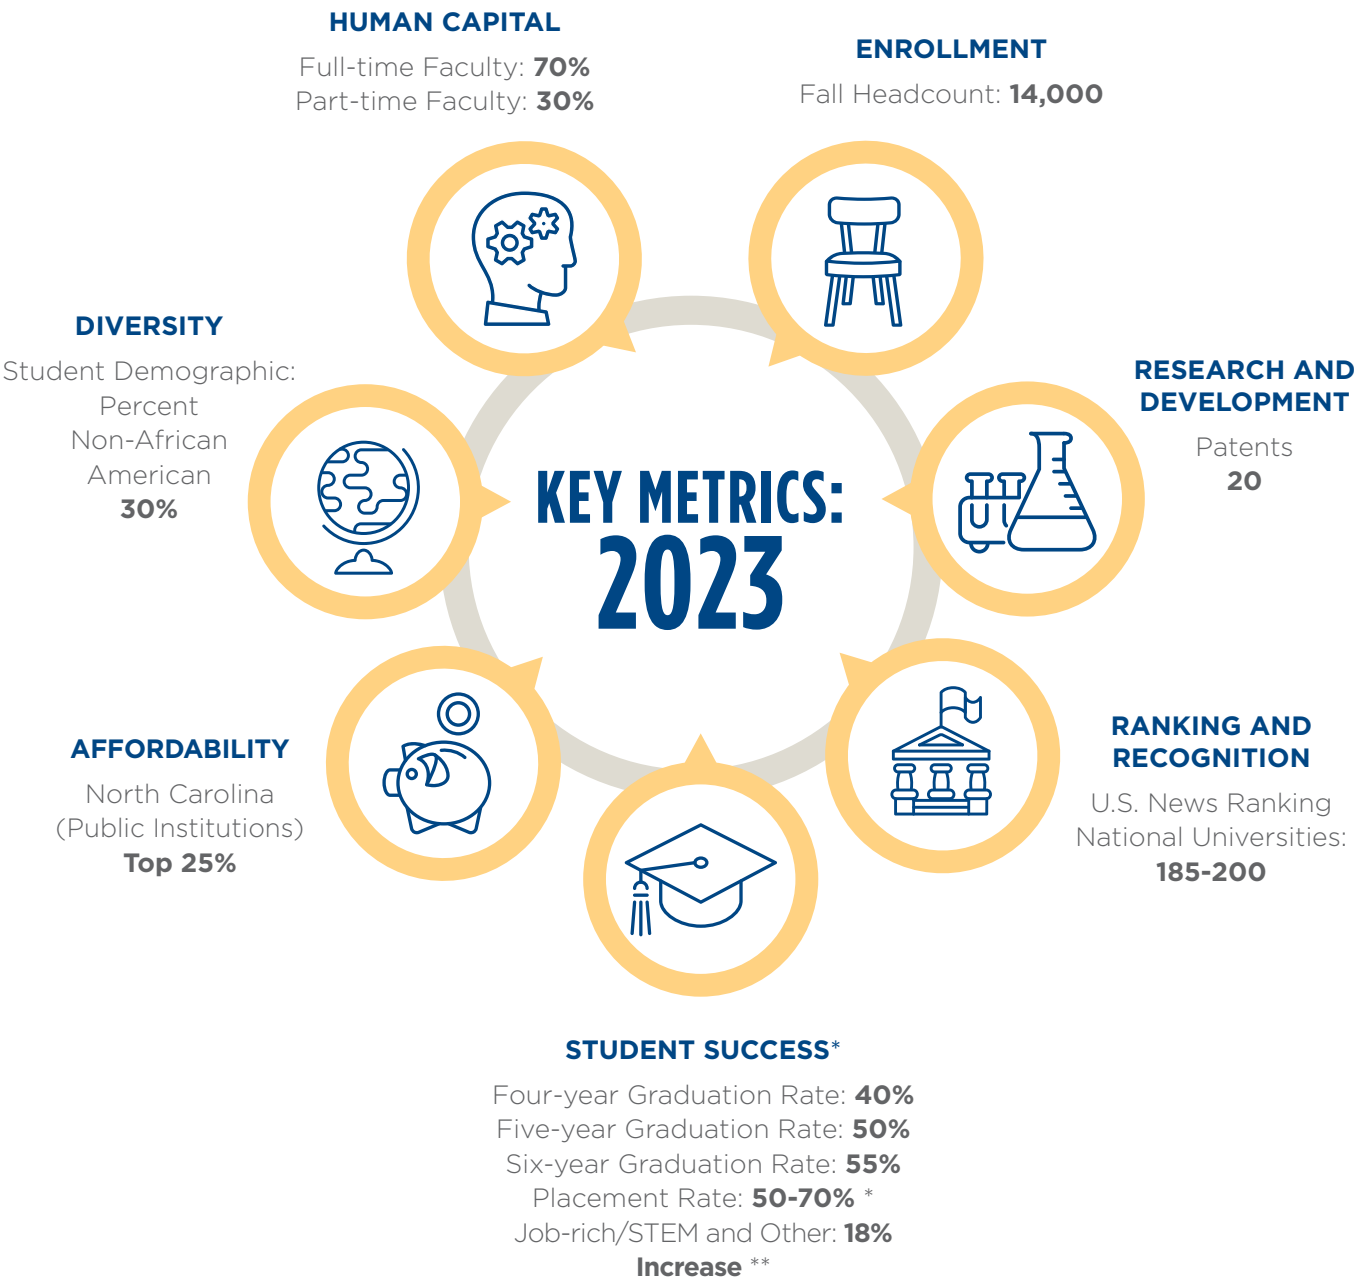 HUMAN CAPITAL
Full-time Faculty: 70%
Part-time Faculty: 30%
ENROLLMENT
Fall Headcount: 14,000
DIVERSITY
Student Demographic:
Percent
Non-African
American
30%
RESEARCH AND
DEVELOPMENT
Patents
20
KEY METRICS:
2023
AFFORDABILITY
North Carolina
(Public Institutions)
Top 25%
RANKING AND
RECOGNITION
U.S. News Ranking
National Universities:
185-200
STUDENT SUCCESS*
Four-year Graduation Rate: 40%
Five-year Graduation Rate: 50%
Six-year Graduation Rate: 55%
Placement Rate: 50-70% *
Job-rich/STEM and Other: 18%
Increase **